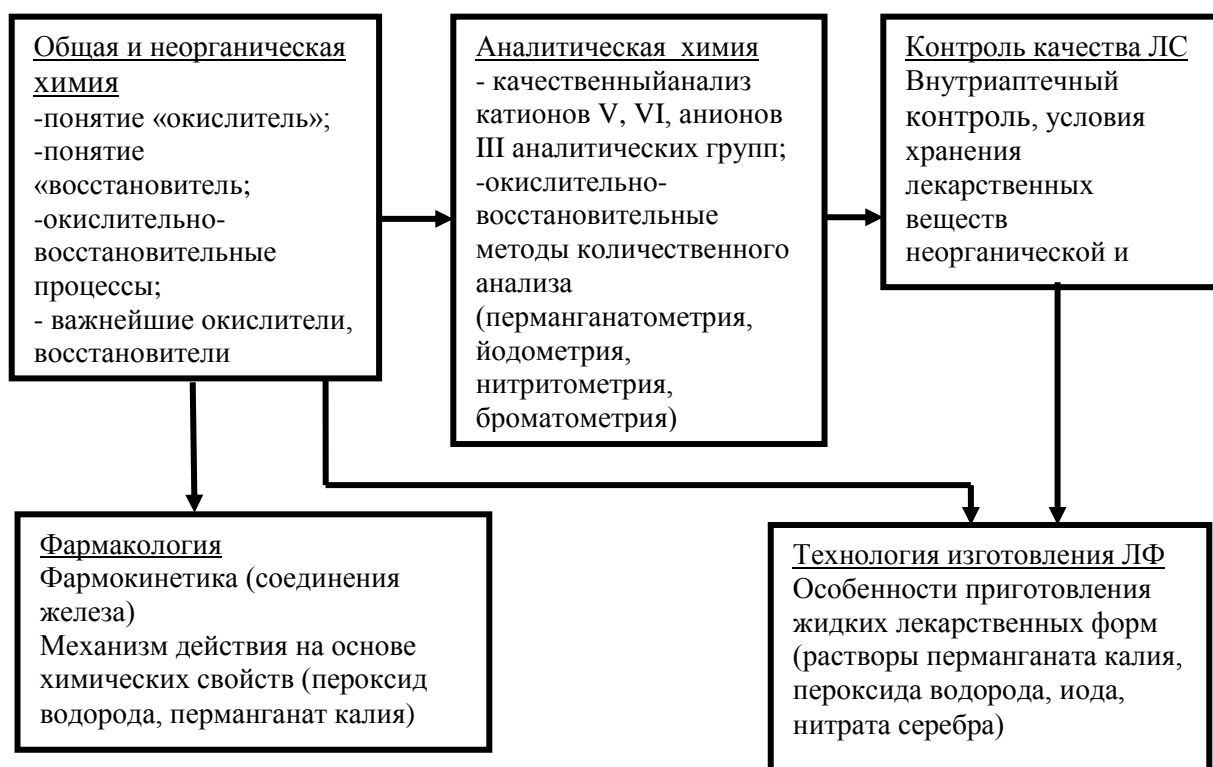 Общая и неорганическая
химия
-понятие «окислитель»;
-понятие
«восстановитель;
-окислительно-
восстановительные
процессы;
- важнейшие окислители,
восстановители
Аналитическая химия
- качественныйанализ
катионов V, VI, анионов
III аналитических групп;
-окислительно-
восстановительные
методы количественного
анализа
(перманганатометрия,
йодометрия,
нитритометрия,
броматометрия)
Контроль качества ЛС
Внутриаптечный
контроль, условия
хранения
лекарственных
веществ
неорганической и
Фармакология
Фармокинетика (соединения
железа)
Механизм действия на основе
химических свойств (пероксид
водорода, перманганат калия)
Технология изготовления ЛФ
Особенности приготовления
жидких лекарственных форм
(растворы перманганата калия,
пероксида водорода, иода,
нитрата серебра)